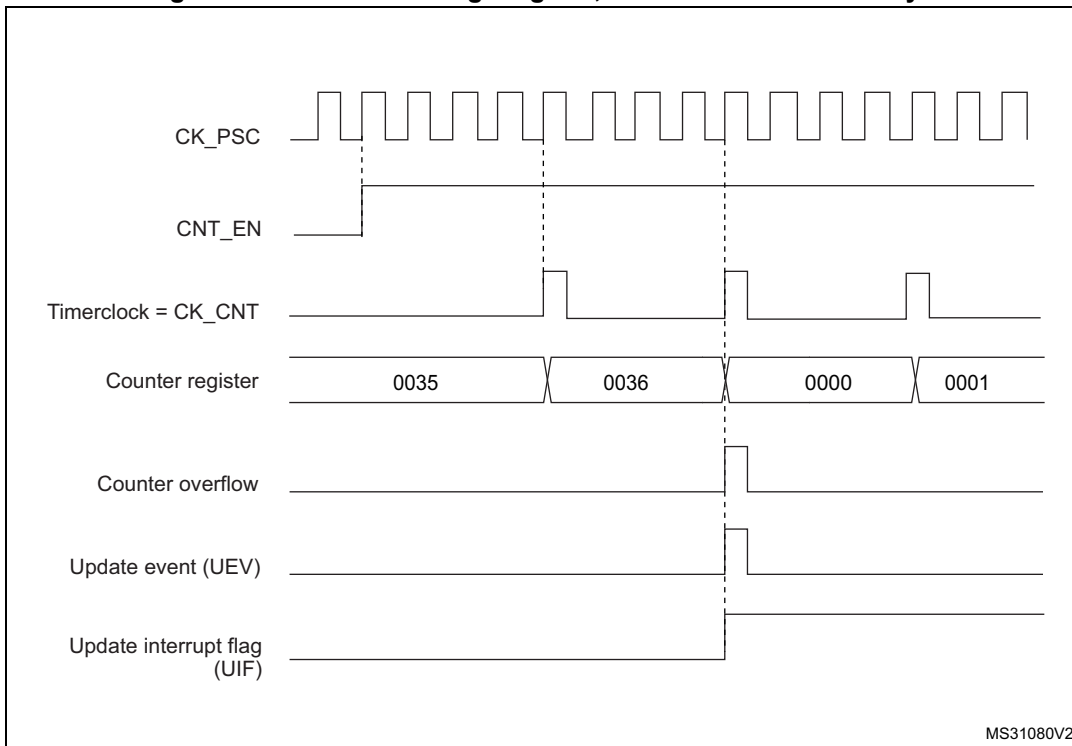 CK_PSC
CNT_EN
Timerclock = CK_CNT
Counter register
0035
0036
0000
0001
Counter overflow
Update event (UEV)
Update interrupt flag
(UIF)
MS31080V2